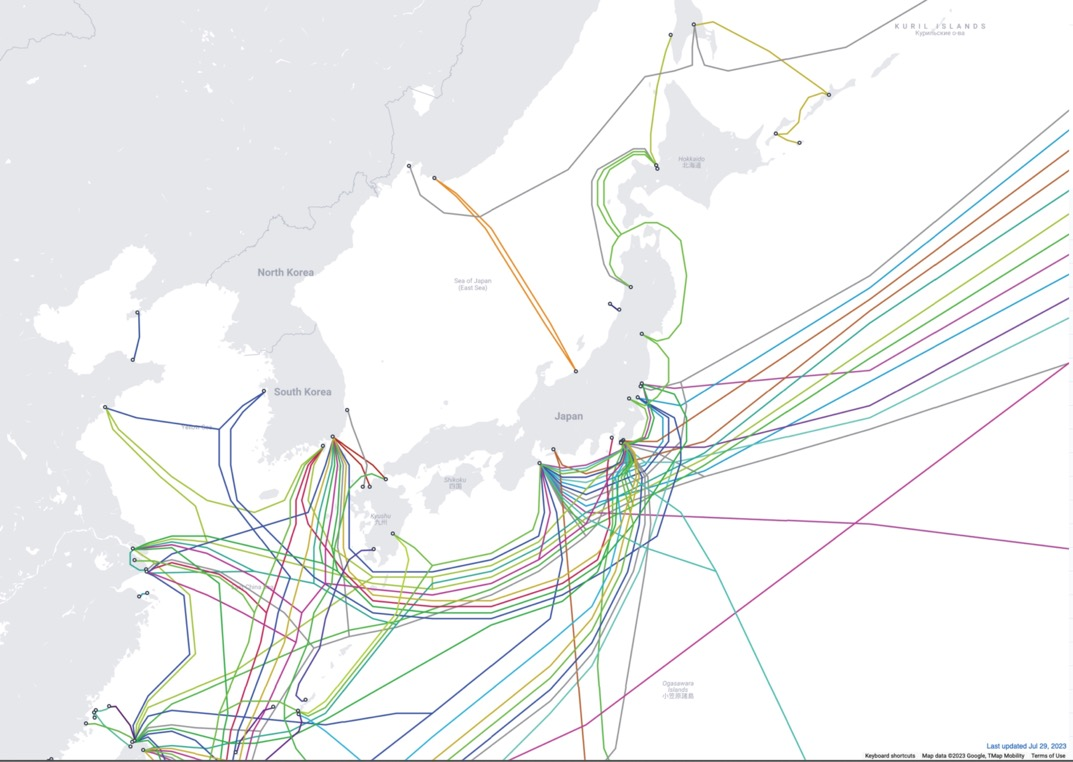 KURIL ISLANDS
Курильские о-ва
Hokkaido
北海道
North Korea
Sea of Japan
(East Sea)
South Korea
Japan
Shikoku
四国
Kyushu
九州
Ogasawara
Islands
小笠原諸島
Last updated Jul 29, 2023
Keyboard shortcuts Map data ©2023 Google, TMap Mobility Terms of Use